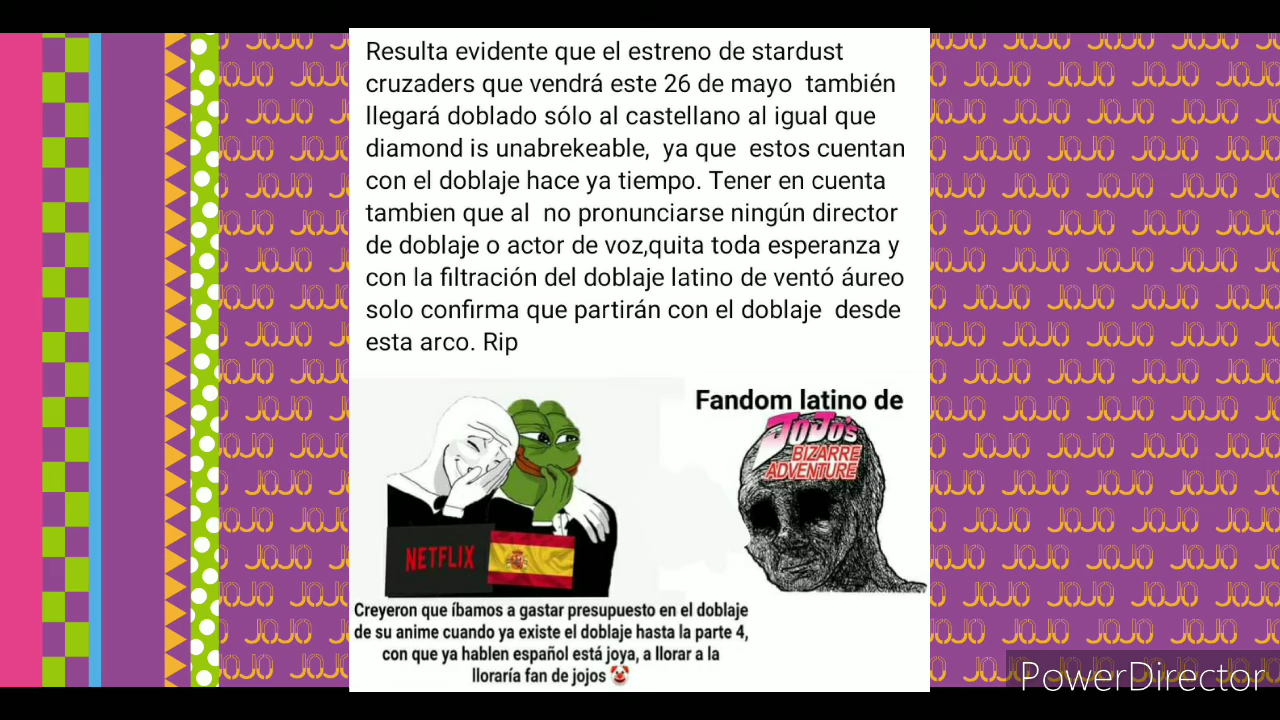 Resulta evidente que el estreno de stardust
cruzaders que vendrá este 26 de mayo también
llegará doblado sólo al castellano al igual que
diamond is unabrekeable, ya que estos cuentan
con el doblaje hace ya tiempo. Tener en cuenta
tambien que al no pronunciarse ningún director
de doblaje o actor de voz,quita toda esperanza y
con la filtración del doblaje latino de ventó áureo
solo confirma que partirán con el doblaje desde
esta arco. Rip
Fandom latino de
JoJo's
BIZARRE
ADVENTURE
NETFLIX
Creyeron que íbamos a gastar presupuesto en el doblaje
de su anime cuando ya existe el doblaje hasta la parte 4,
con que ya hablen español está joya, a llorar a la
lloraría fan de jojos 🤡
PowerDirector